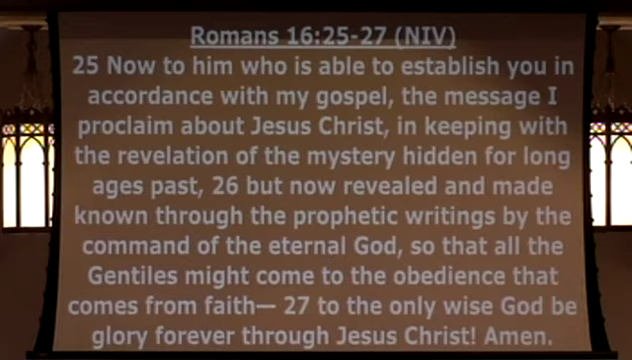 Romans 16:25-27 (NIV)
25 Now to him who is able to establish you in
accordance with my gospel, the message I
proclaim about Jesus Christ, in keeping with
the revelation of the mystery hidden for long
ages past, 26 but now revealed and made
known through the prophetic writings by the
command of the eternal God, so that all the
Gentiles might come to the obedience that
comes from faith— 27 to the only wise God be
glory forever through Jesus Christ! Amen.